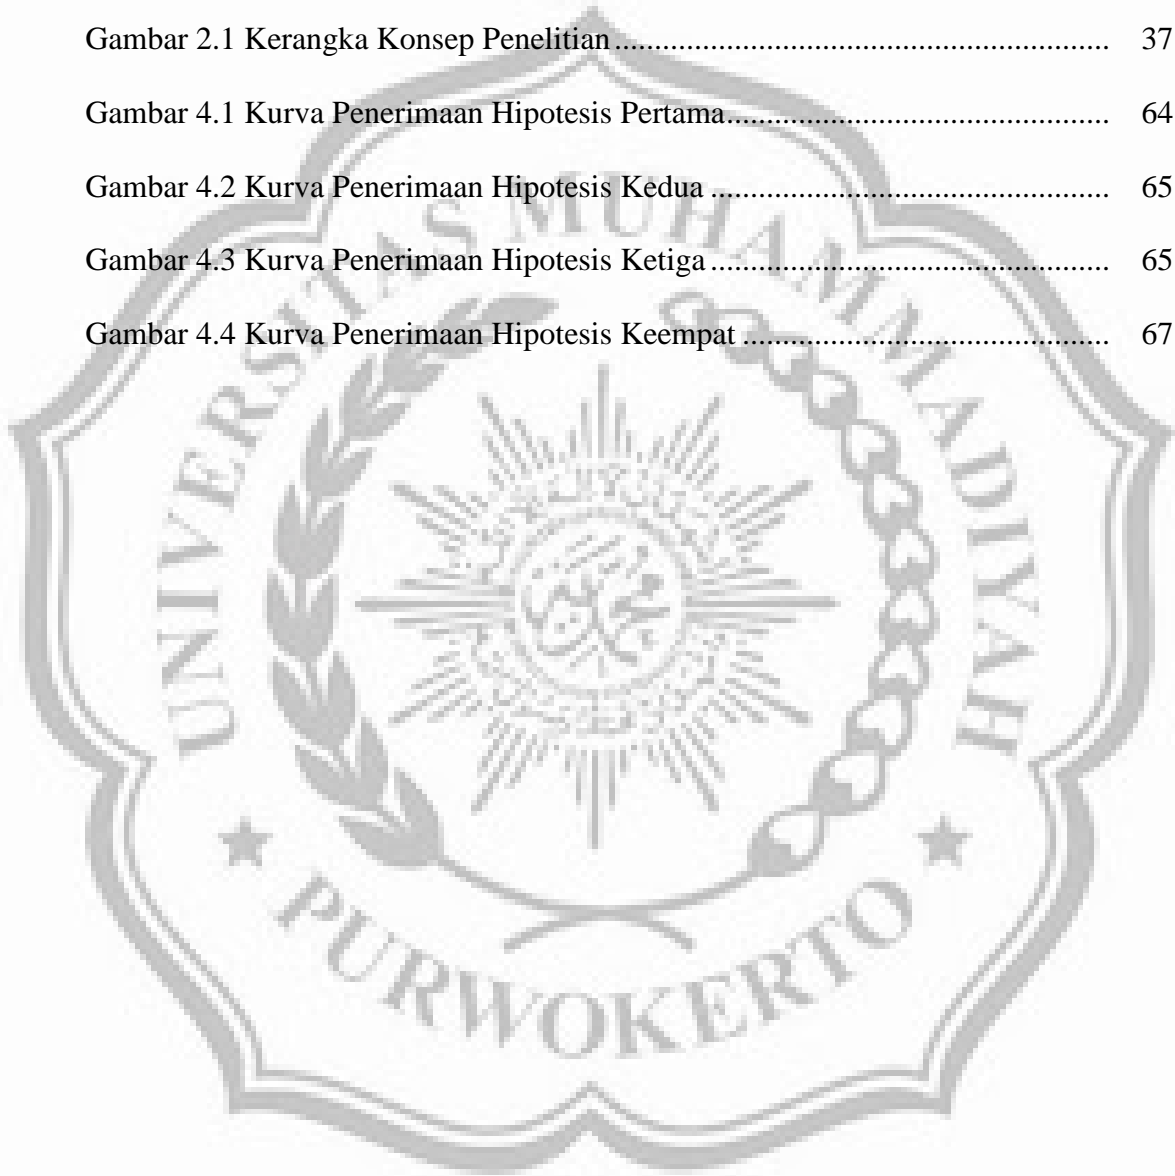 Gambar 2.1 Kerangka Konsep Penelitian.............................................................. 37
Gambar 4.1 Kurva Penerimaan Hipotesis Pertama................................................ 64
Gambar 4.2 Kurva Penerimaan Hipotesis Kedua .................................................. 65
Gambar 4.3 Kurva Penerimaan Hipotesis Ketiga .................................................. 65
Gambar 4.4 Kurva Penerimaan Hipotesis Keempat .............................................. 67
UNIVERSITAS MUHAMMADIYAH
PURWOKERTO